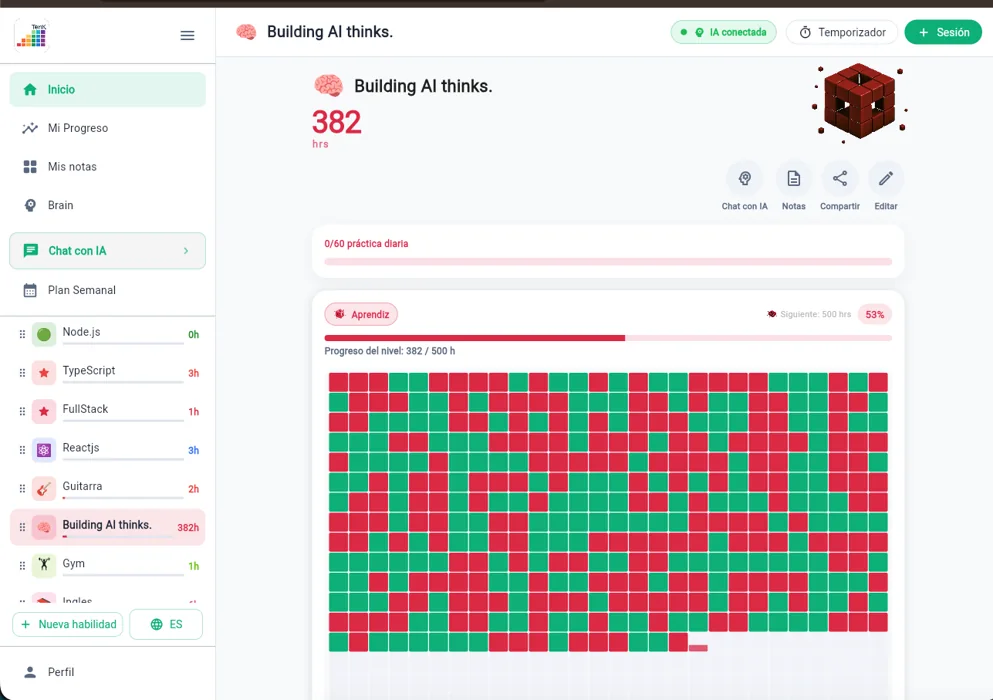 TenK
Building AI thinks.
IA conectada
Temporizador
+ Sesión
Inicio
Mi Progreso
Mis notas
Brain
Chat con IA
Plan Semanal
Node.js
0h
TypeScript
3h
FullStack
1h
Reactjs
3h
Guitarra
2h
Building AI thinks.
382h
Gym
1h
Ingles
+ Nueva habilidad
ES
Perfil
Building AI thinks.
382
hrs
Chat con IA
Notas
Compartir
Editar
0/60 práctica diaria
Aprendiz
Siguiente: 500 hrs
53%
Progreso del nivel: 382 / 500 h